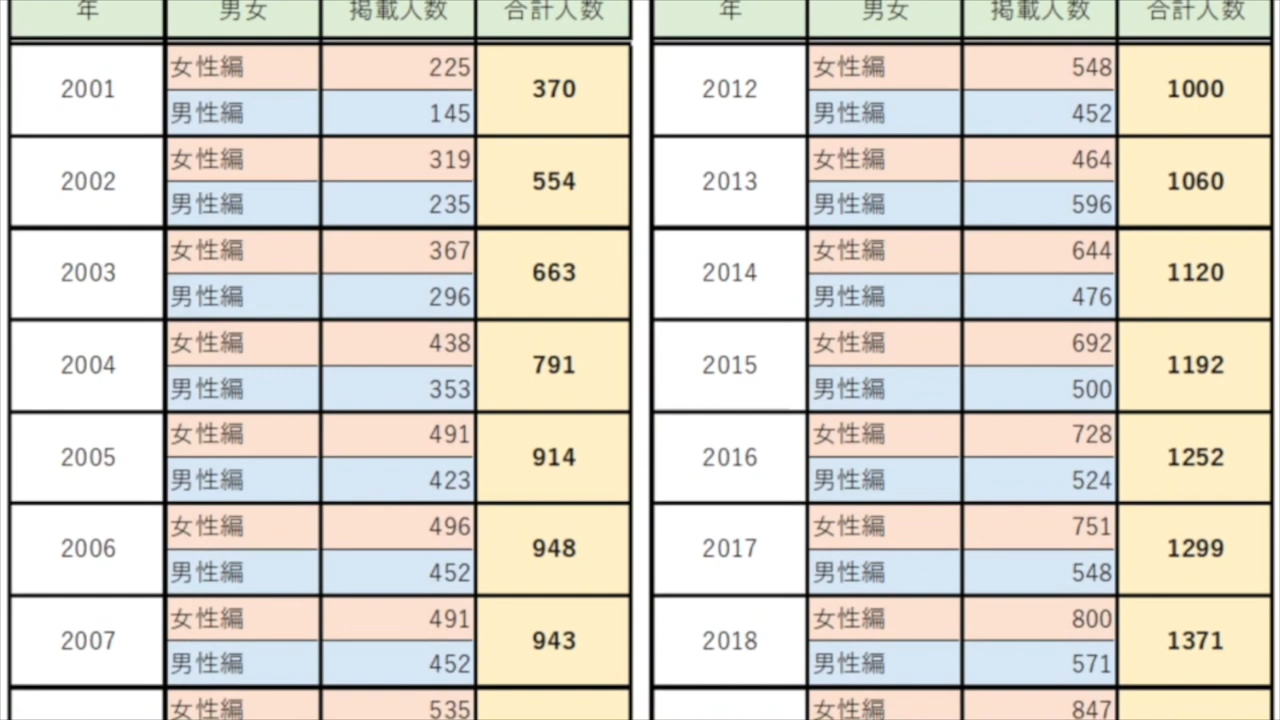 年 男女 掲載人数 合計人数 年 男女 掲載人数 合計人数
2001 女性編 225 370 2012 女性編 548 1000
男性編 145 男性編 452
2002 女性編 319 554 2013 女性編 464 1060
男性編 235 男性編 596
2003 女性編 367 663 2014 女性編 644 1120
男性編 296 男性編 476
2004 女性編 438 791 2015 女性編 692 1192
男性編 353 男性編 500
2005 女性編 491 914 2016 女性編 728 1252
男性編 423 男性編 524
2006 女性編 496 948 2017 女性編 751 1299
男性編 452 男性編 548
2007 女性編 491 943 2018 女性編 800 1371
男性編 452 男性編 571
女性編 535 女性編 847